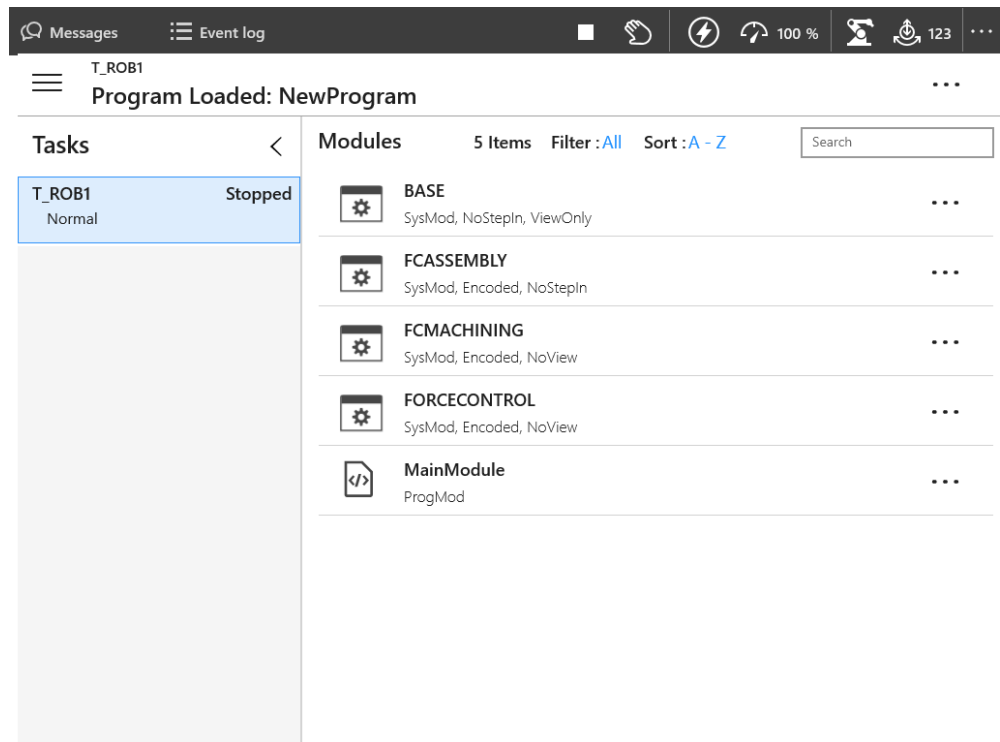 Messages Event log 100 % 123 ...
T_ROB1
Program Loaded: NewProgram ...
Tasks
T_ROB1 Stopped
Normal
Modules 5 Items Filter : All Sort : A - Z Search
BASE
SysMod, NoStepIn, ViewOnly
...
FCASSEMBLY
SysMod, Encoded, NoStepIn
...
FCMACHINING
SysMod, Encoded, NoView
...
FORCECONTROL
SysMod, Encoded, NoView
...
</>
MainModule
ProgMod
...